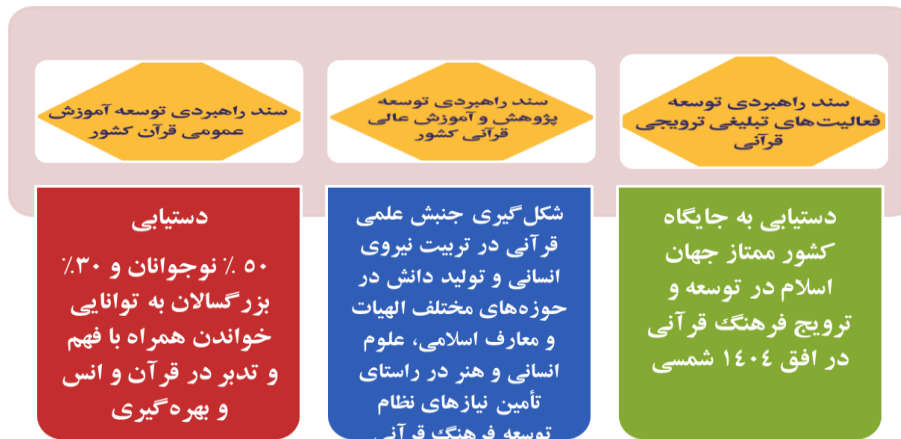 سند راهبردی توسعه
فعالیت‌های تبلیغی ترویجی
قرآنی
دستیابی به جایگاه
کشور ممتاز جهان
اسلام در توسعه و
ترویج فرهنگ قرآنی
در افق ۱٤۰٤ شمسی
سند راهبردی توسعه
پژوهش و آموزش عالی
قرآنی کشور
شکل‌گیری جنبش علمی
قرآنی در تربیت نیروی
انسانی و تولید دانش در
حوزه‌های مختلف الهیات
و معارف اسلامی، علوم
انسانی و هنر در راستای
تأمین نیازهای نظام
توسعه فرهنگ قرآنی
سند راهبردی توسعه آموزش
عمومی قرآن کشور
دستیابی
۵۰ ٪ نوجوانان و ۳۰٪
بزرگسالان به توانایی
خواندن همراه با فهم
و تدبر در قرآن و انس
و بهره‌گیری